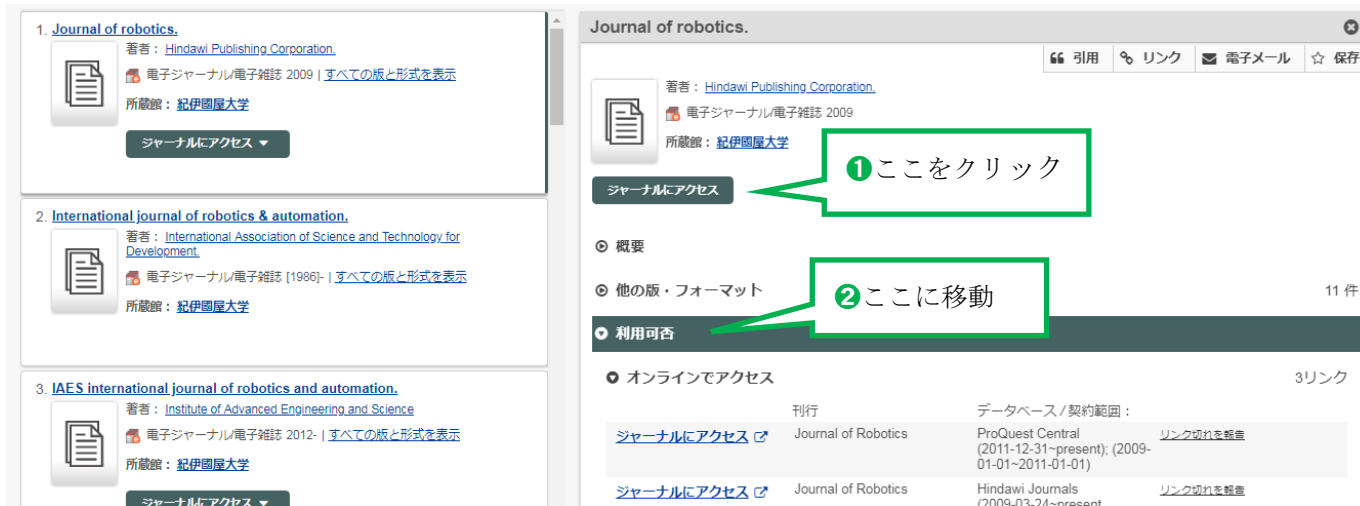 1. Journal of robotics.
著者： Hindawi Publishing Corporation.
電子ジャーナル/電子雑誌 2009 | すべての版と形式を表示
所蔵館： 紀伊國屋大学
ジャーナルにアクセス ▼
2. International journal of robotics & automation.
著者： International Association of Science and Technology for
Development.
電子ジャーナル/電子雑誌 [1986]- | すべての版と形式を表示
所蔵館： 紀伊國屋大学
3. IAES international journal of robotics and automation.
著者： Institute of Advanced Engineering and Science
電子ジャーナル/電子雑誌 2012- | すべての版と形式を表示
所蔵館： 紀伊國屋大学
ジャーナルにアクセス ▼
Journal of robotics.
引用 リンク 電子メール ☆ 保存
著者： Hindawi Publishing Corporation.
電子ジャーナル/電子雑誌 2009
所蔵館： 紀伊國屋大学
ジャーナルにアクセス
❶ここをクリック
概要
他の版・フォーマット 11 件
❷ここに移動
利用可否
オンラインでアクセス 3リンク
刊行 データベース / 契約範囲：
ジャーナルにアクセス Journal of Robotics ProQuest Central リンク切れを報告
(2011-12-31~present); (2009-
01-01~2011-01-01)
ジャーナルにアクセス Journal of Robotics Hindawi Journals リンク切れを報告
(2009-03-24~present